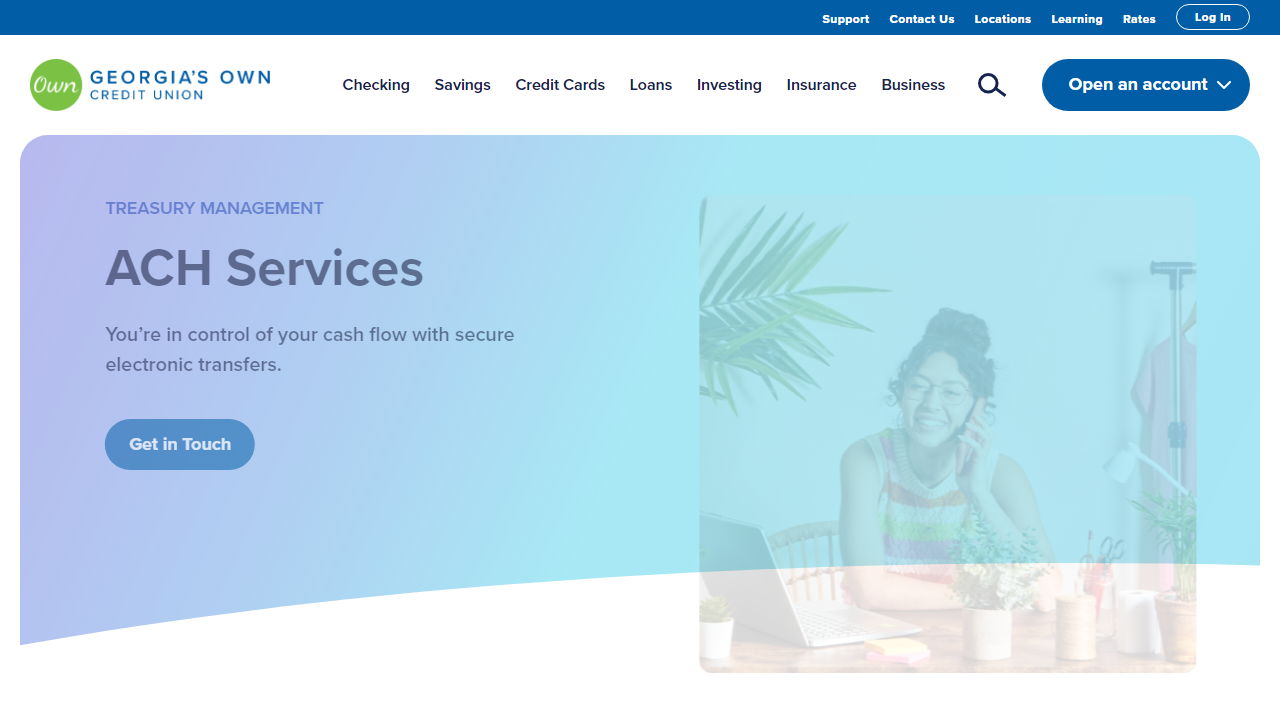 Support Contact Us Locations Learning Rates Log In
Own GEORGIA'S OWN
CREDIT UNION
Checking Savings Credit Cards Loans Investing Insurance Business Open an account
TREASURY MANAGEMENT
ACH Services
You're in control of your cash flow with secure
electronic transfers.
Get in Touch